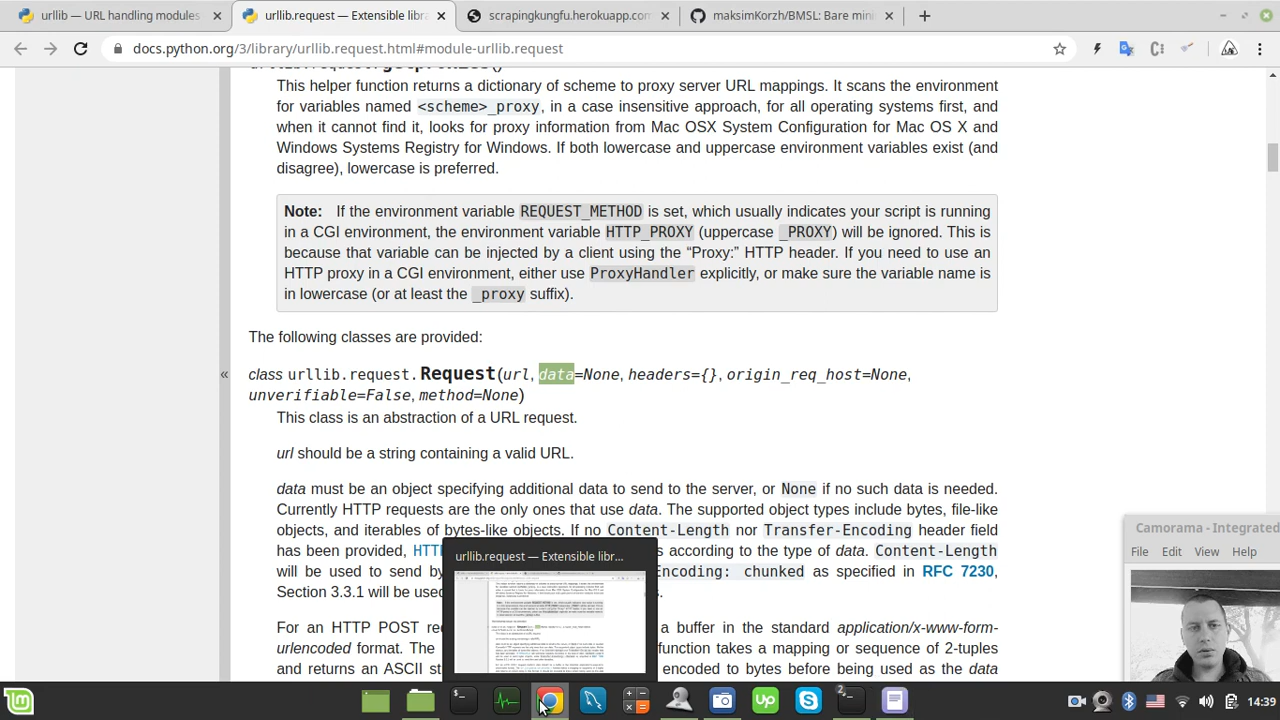 urllib — URL handling modules
urllib.request — Extensible libra
scrapingkungfu.herokuapp.com
maksimKorzh/BMSL: Bare mini
docs.python.org/3/library/urllib.request.html#module-urllib.request
This helper function returns a dictionary of scheme to proxy server URL mappings. It scans the environment
for variables named <scheme>_proxy, in a case insensitive approach, for all operating systems first, and
when it cannot find it, looks for proxy information from Mac OSX System Configuration for Mac OS X and
Windows Systems Registry for Windows. If both lowercase and uppercase environment variables exist (and
disagree), lowercase is preferred.
Note: If the environment variable REQUEST_METHOD is set, which usually indicates your script is running
in a CGI environment, the environment variable HTTP_PROXY (uppercase _PROXY) will be ignored. This is
because that variable can be injected by a client using the “Proxy:” HTTP header. If you need to use an
HTTP proxy in a CGI environment, either use ProxyHandler explicitly, or make sure the variable name is
in lowercase (or at least the _proxy suffix).
The following classes are provided:
« class urllib.request.Request(url, data=None, headers={}, origin_req_host=None,
unverifiable=False, method=None)
This class is an abstraction of a URL request.
url should be a string containing a valid URL.
data must be an object specifying additional data to send to the server, or None if no such data is needed.
Currently HTTP requests are the only ones that use data. The supported object types include bytes, file-like
objects, and iterables of bytes-like objects. If no Content-Length nor Transfer-Encoding header field
has been provided, HTT s according to the type of data. Content-Length
will be used to send by Encoding: chunked as specified in RFC 7230,
Section 3.3.1 will be use s.
For an HTTP POST req a buffer in the standard application/x-www-form-
urlencoded format. The function takes a mapping or sequence of 2-tuples
and returns an ASCII st encoded to bytes before being used as the data
urllib.request — Extensible libr...
Camorama - Integrated
File Edit View Help
Up
2
14:39